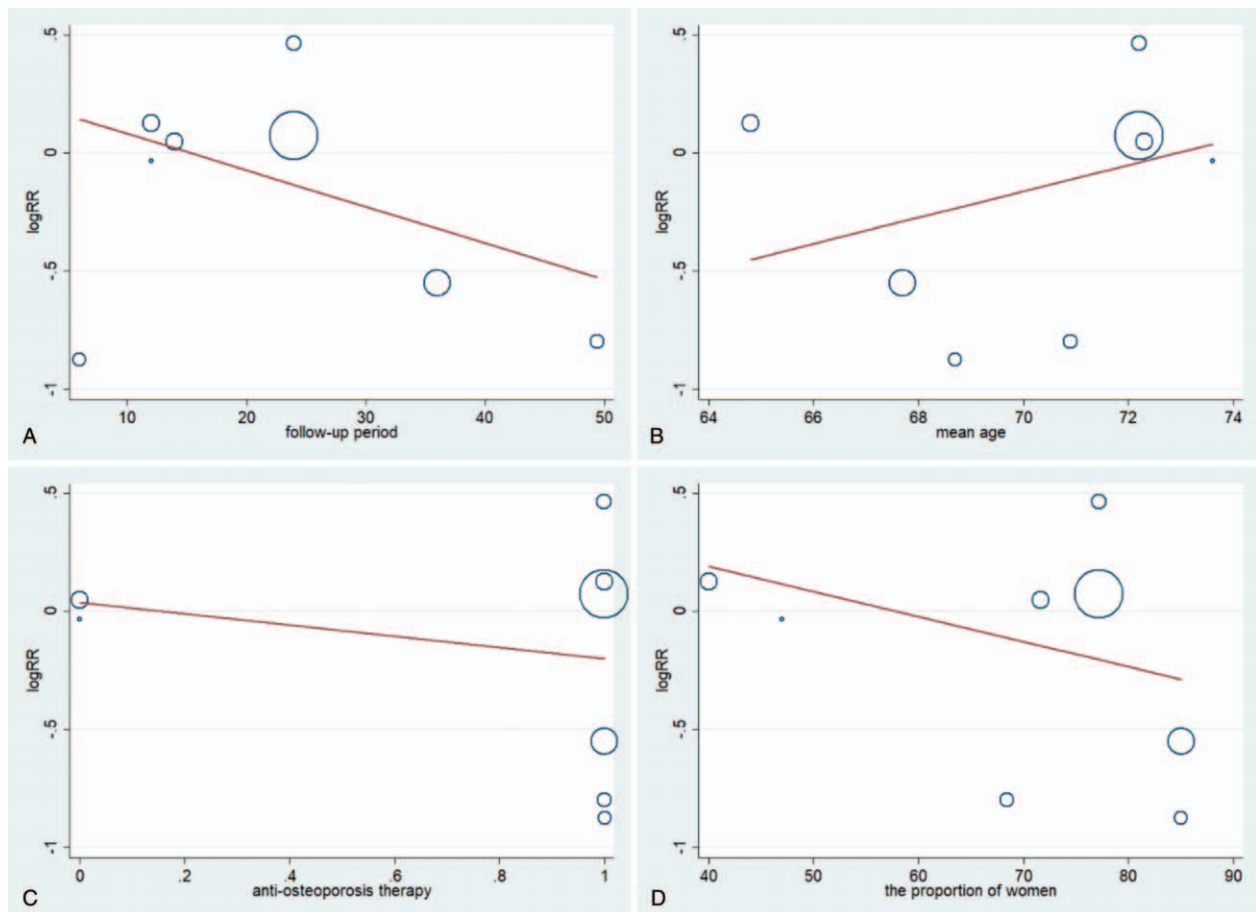 .5
0
-.5
-1
logRR
10 20 30 40 50
follow-up period
A
.5
0
-.5
-1
logRR
64 66 68 70 72 74
mean age
B
.5
0
-.5
-1
logRR
0 .2 .4 .6 .8 1
anti-osteoporosis therapy
C
.5
0
-.5
-1
logRR
40 50 60 70 80 90
the proportion of women
D